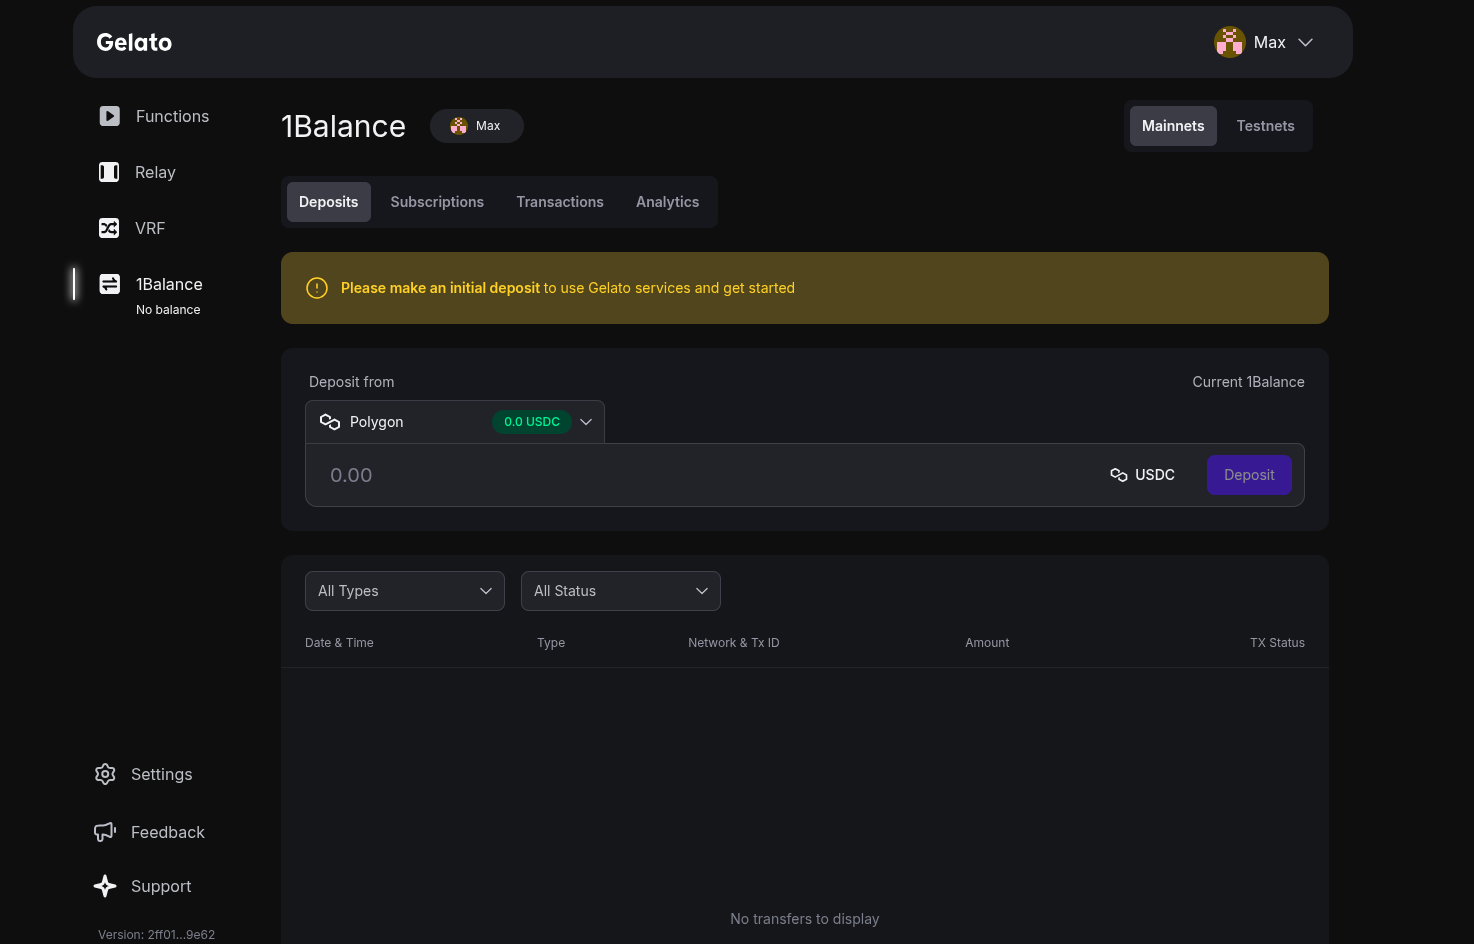 Gelato
Max
Functions
Relay
VRF
1Balance
No balance
1Balance
Max
Mainnets
Testnets
Deposits
Subscriptions
Transactions
Analytics
Please make an initial deposit to use Gelato services and get started
Deposit from
Current 1Balance
Polygon
0.0 USDC
0.00
USDC
Deposit
All Types
All Status
Date & Time
Type
Network & Tx ID
Amount
TX Status
No transfers to display
Settings
Feedback
Support
Version: 2ff01...9e62